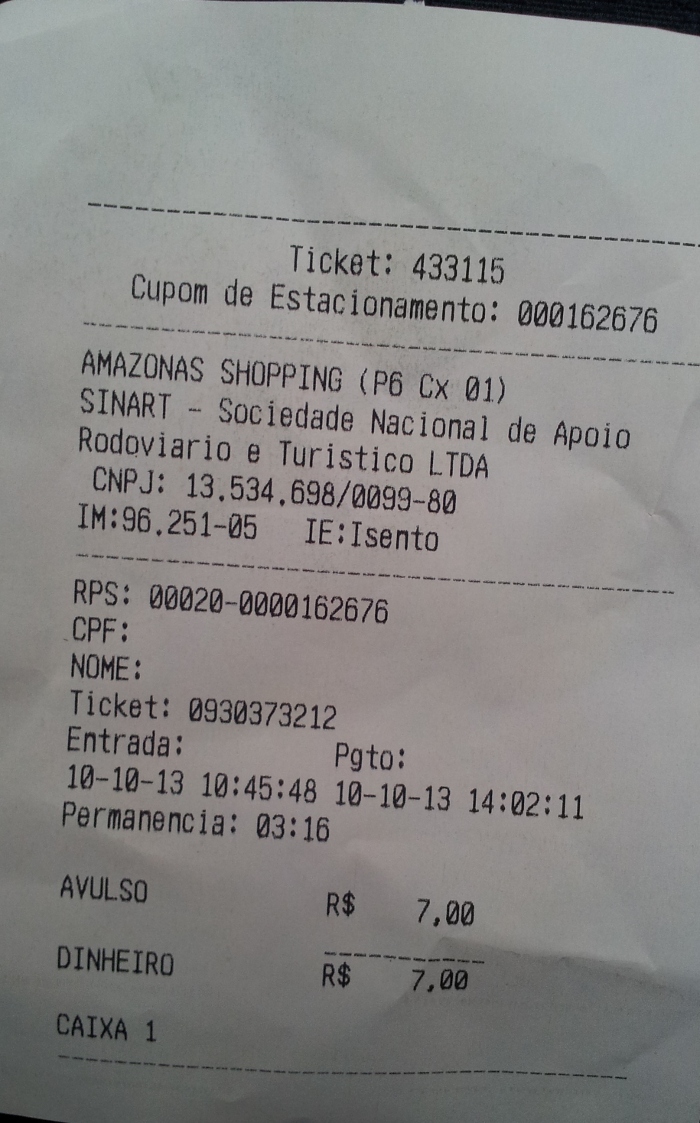 Ticket: 433115
Cupom de Estacionamento: 000162676
AMAZONAS SHOPPING (P6 Cx 01)
SINART - Sociedade Nacional de Apoio
Rodoviario e Turistico LTDA
CNPJ: 13.534.698/0099-80
IM:96.251-05 IE:Isento
RPS: 00020-0000162676
CPF:
NOME:
Ticket: 0930373212
Entrada: Pgto:
10-10-13 10:45:48 10-10-13 14:02:11
Permanencia: 03:16
AVULSO R$ 7,00
DINHEIRO R$ 7,00
CAIXA 1